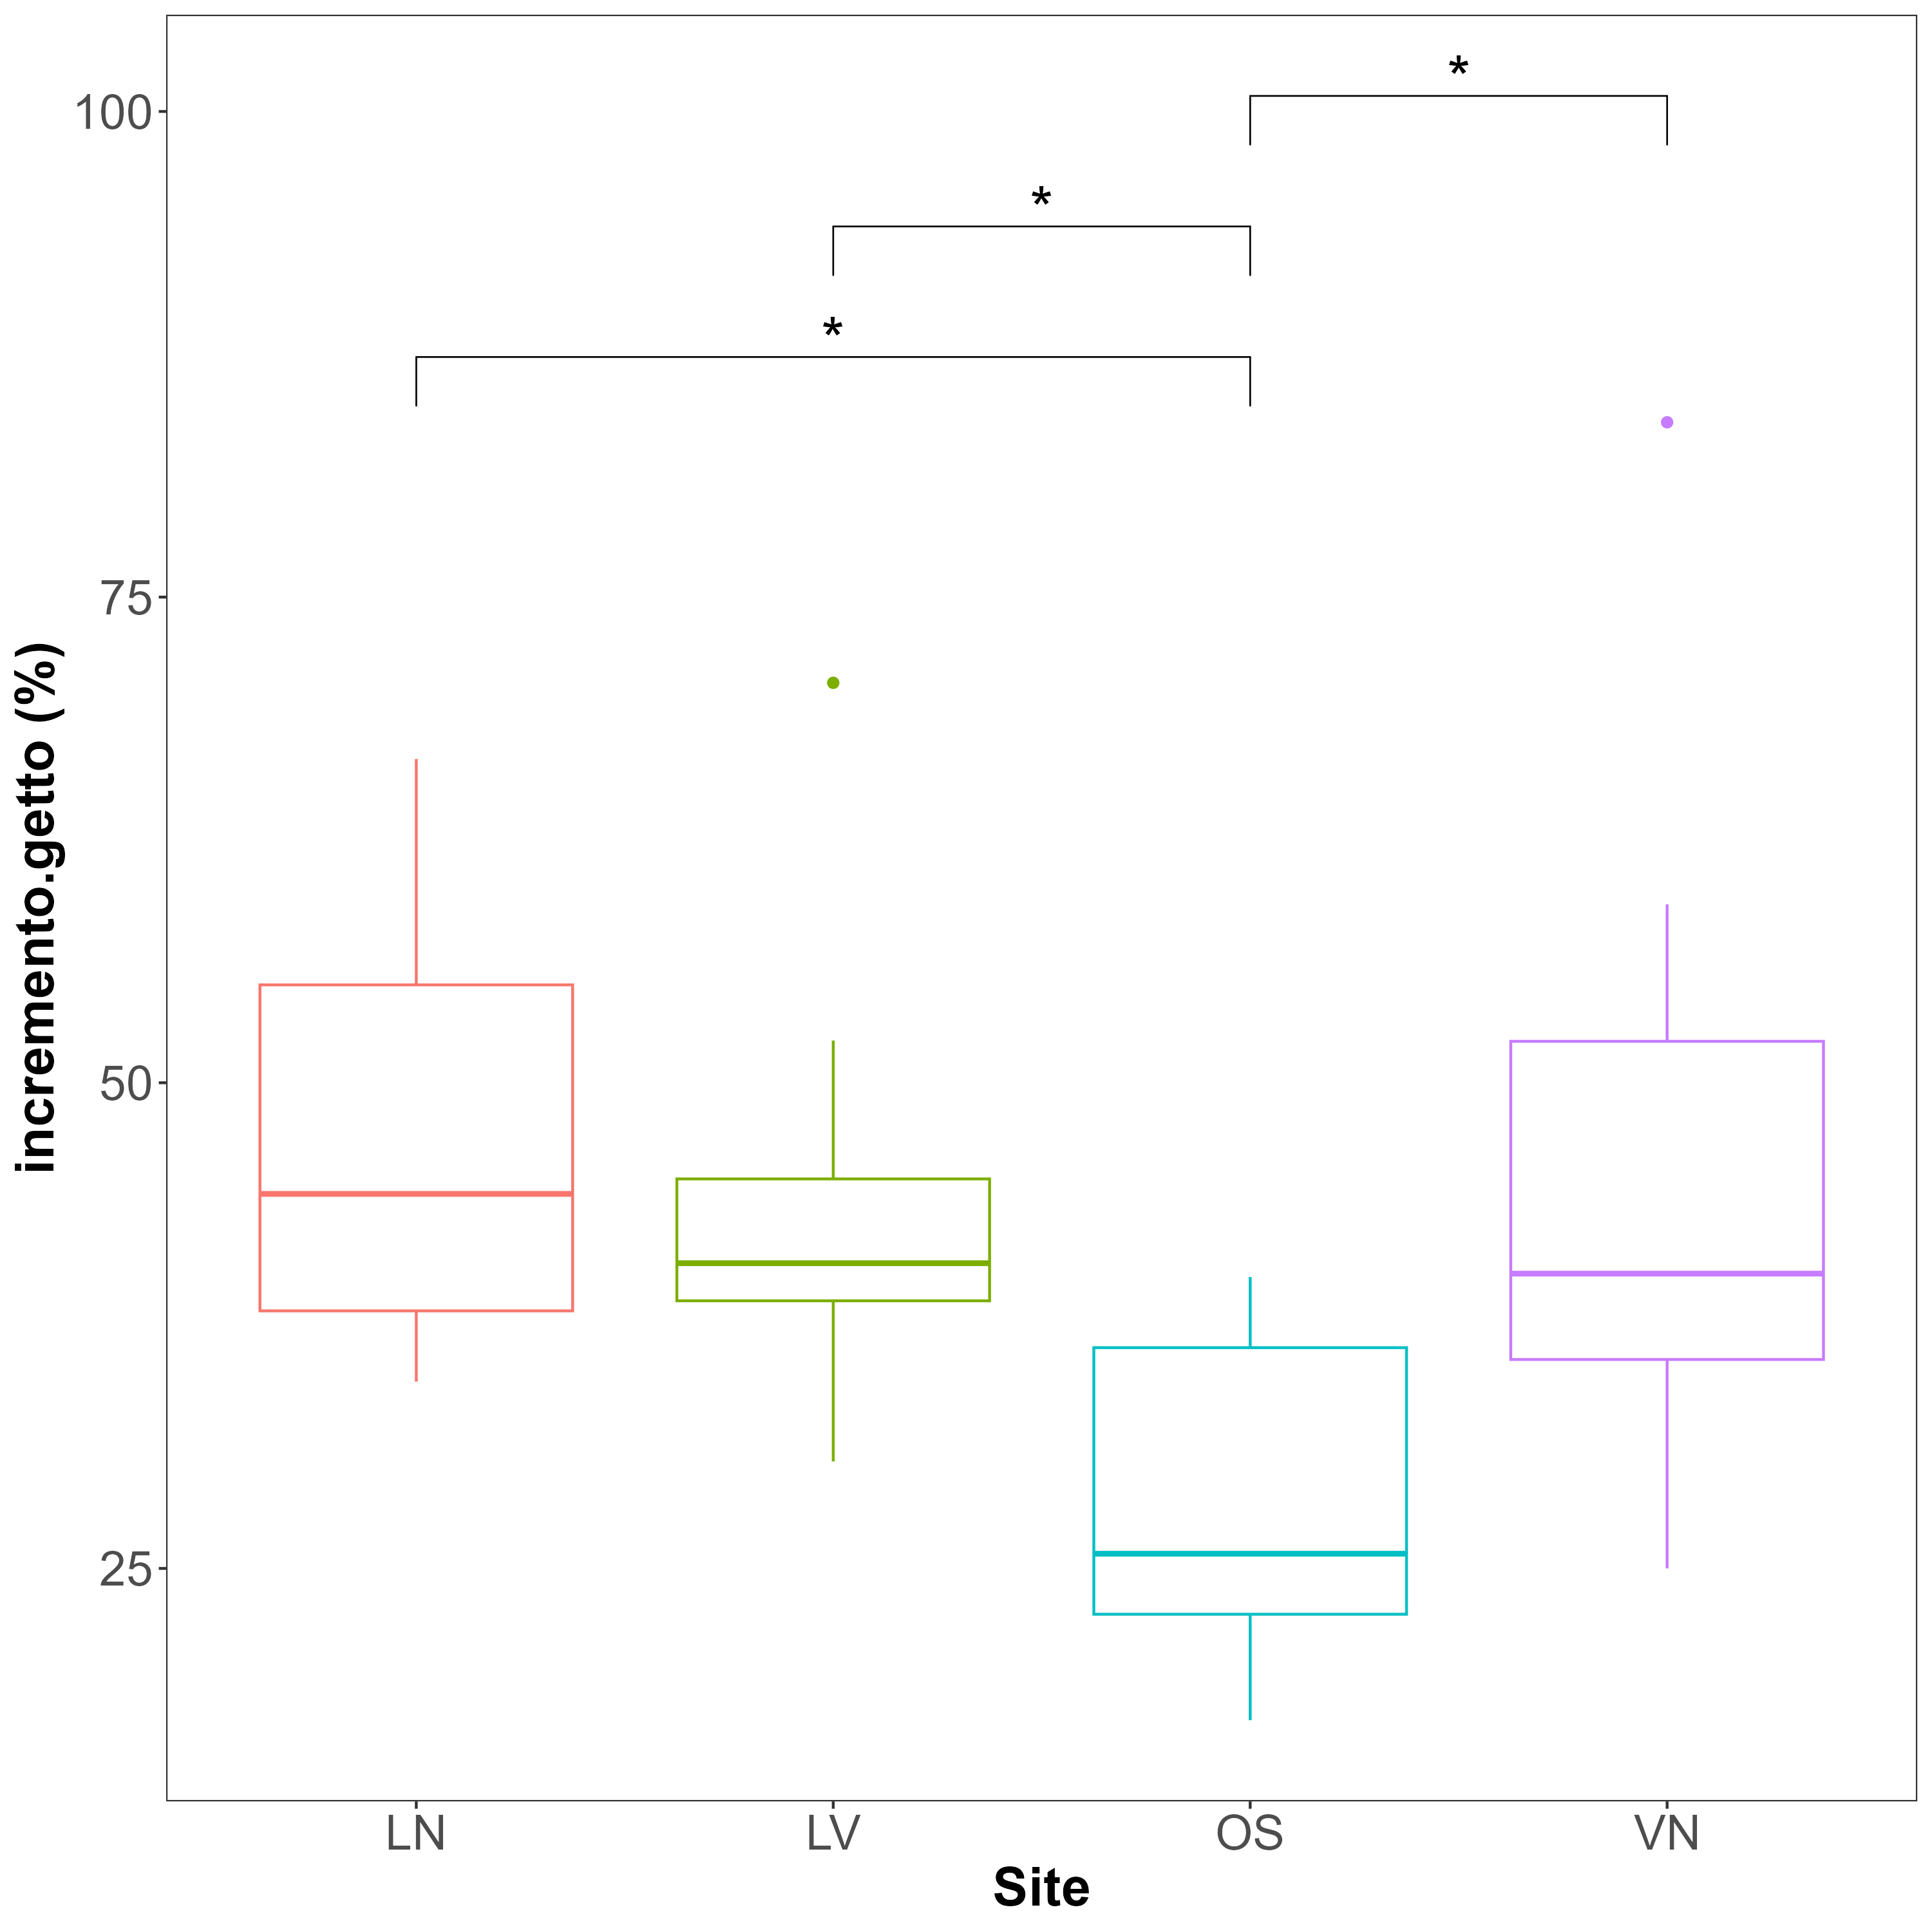 incremento.getto (%)
100
75
50
25
*
*
*
LN LV OS VN
Site